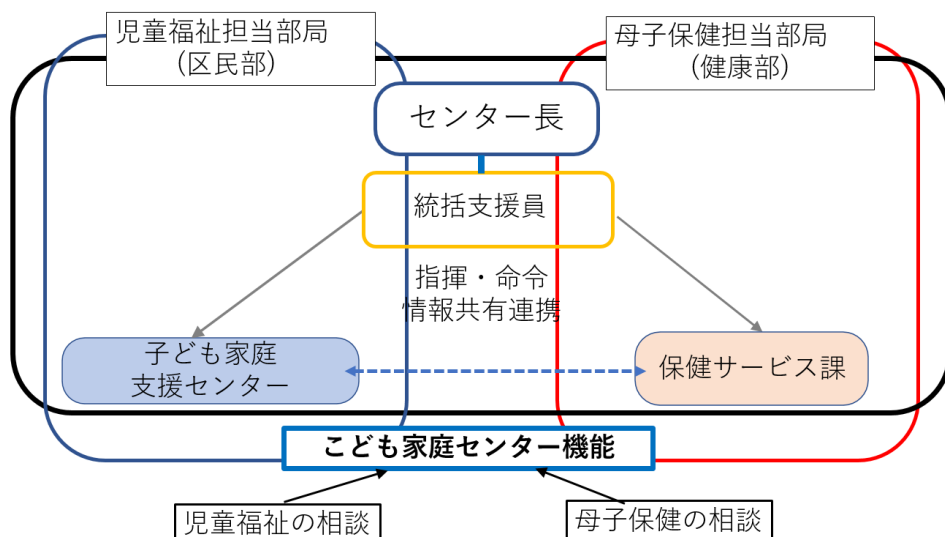 児童福祉担当部局
(区民部)
母子保健担当部局
(健康部)
センター長
統括支援員
指揮・命令
情報共有連携
子ども家庭
支援センター
保健サービス課
こども家庭センター機能
児童福祉の相談
母子保健の相談